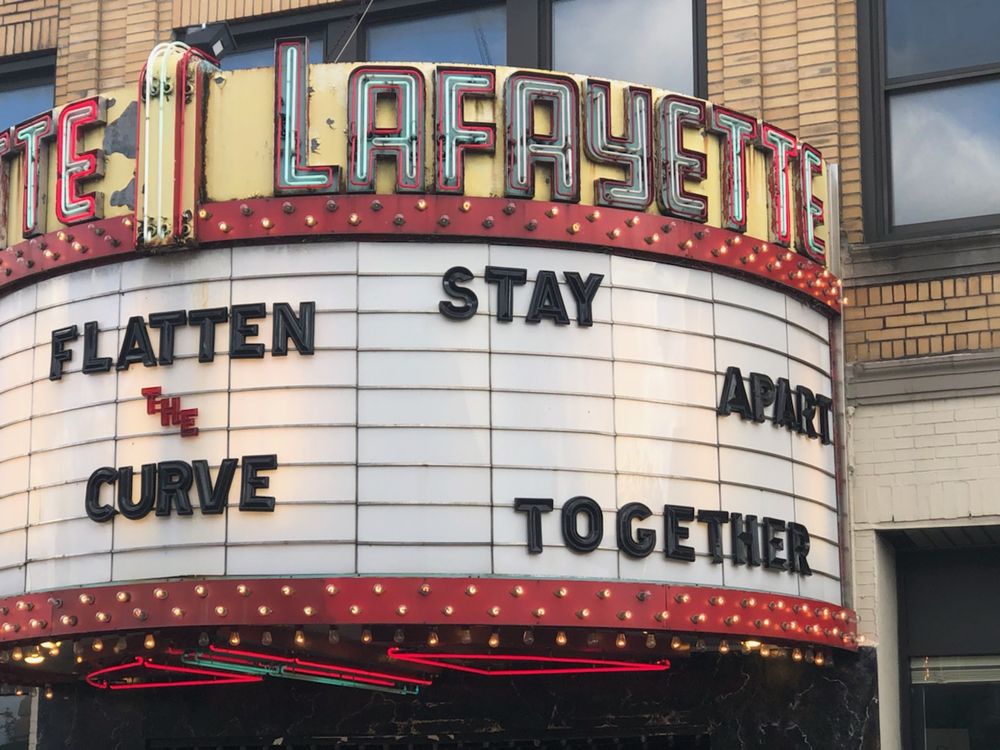 LAFAYETTE
FLATTEN
THE
CURVE
STAY
APART
TOGETHER